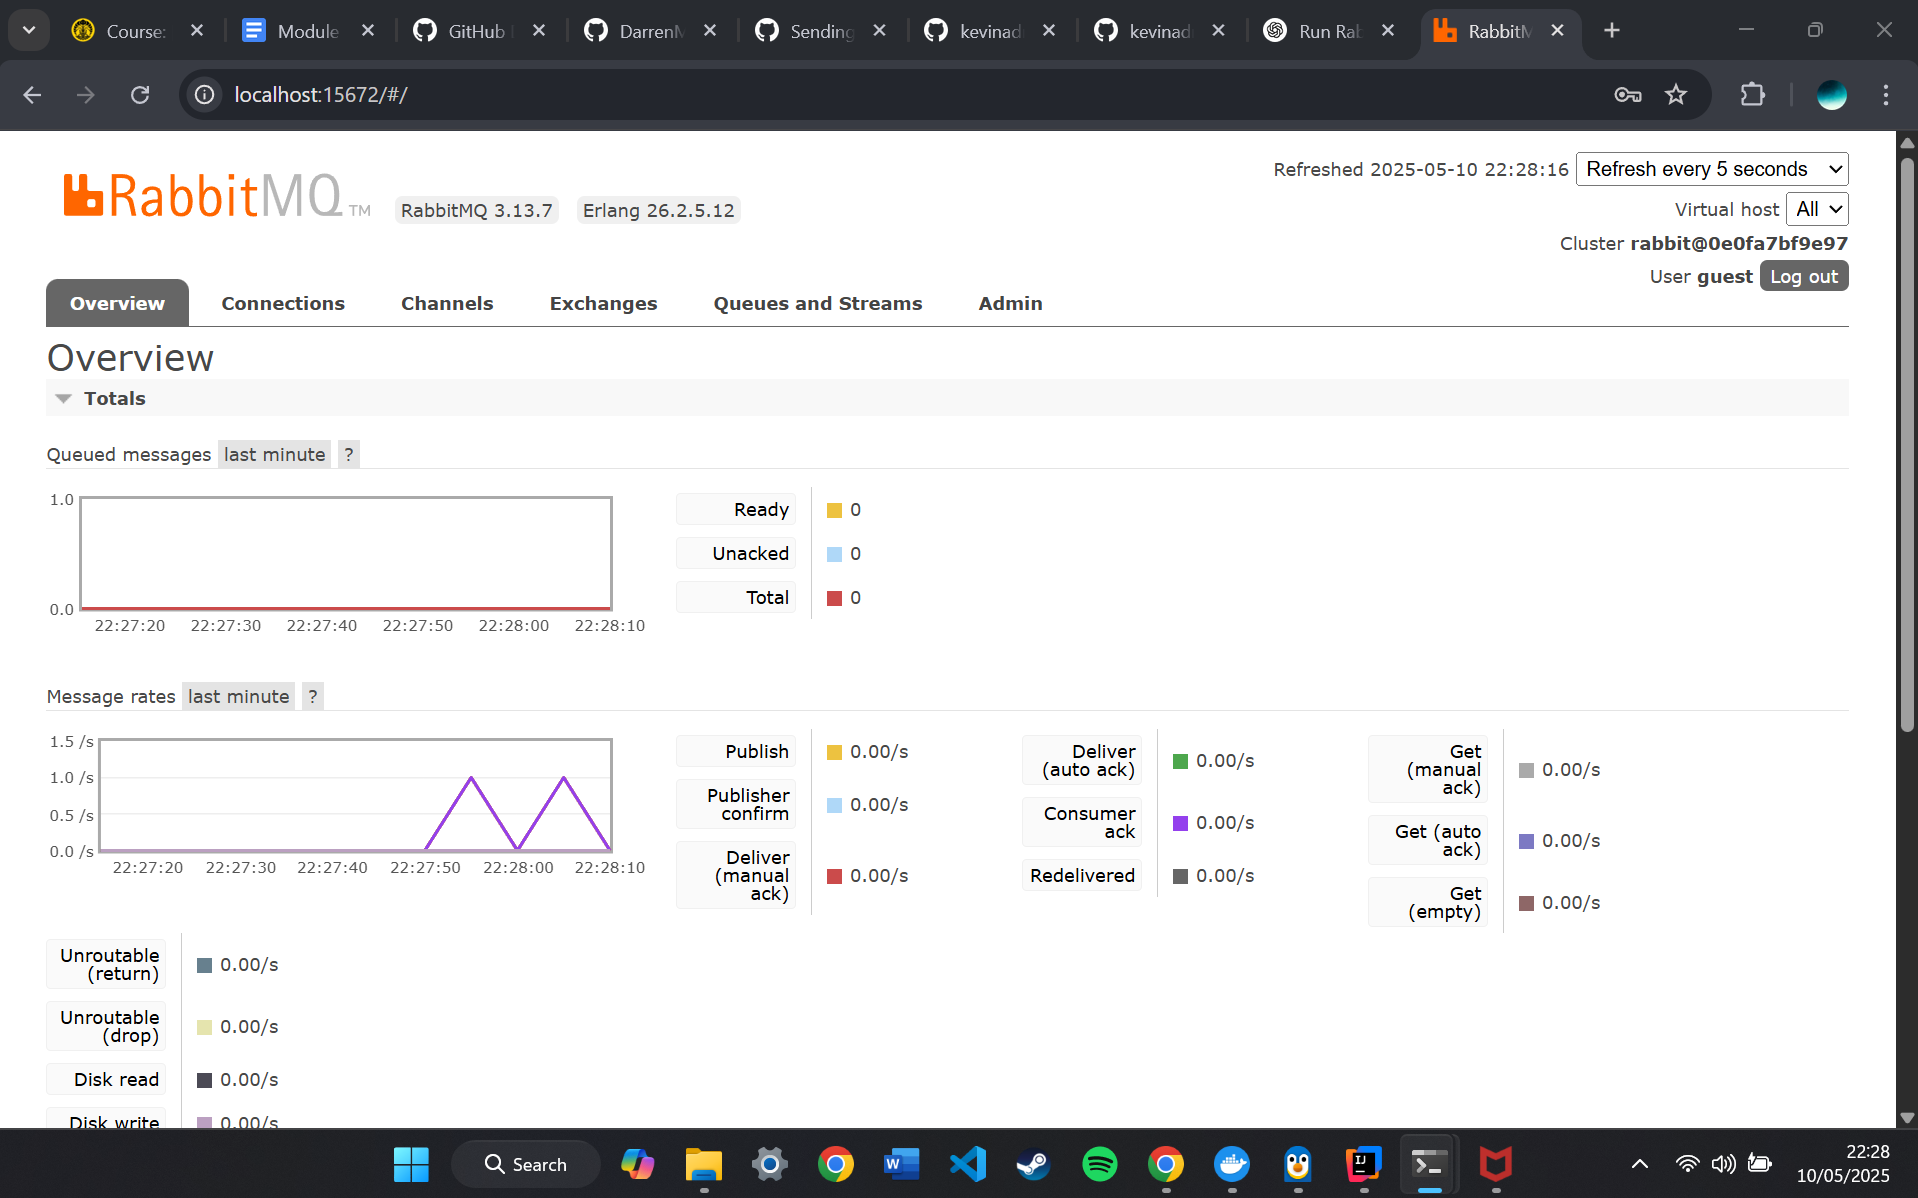 Course:
Module
GitHub
DarrenM
Sending
kevinad
kevinad
Run Rab
RabbitM
localhost:15672/#/
Refreshed 2025-05-10 22:28:16 Refresh every 5 seconds
RabbitMQ TM RabbitMQ 3.13.7 Erlang 26.2.5.12
Virtual host All
Cluster rabbit@0e0fa7bf9e97
User guest Log out
Overview Connections Channels Exchanges Queues and Streams Admin
Overview
Totals
Queued messages last minute ?
1.0
0.0
22:27:20 22:27:30 22:27:40 22:27:50 22:28:00 22:28:10
Ready 0
Unacked 0
Total 0
Message rates last minute ?
1.5 /s
1.0 /s
0.5 /s
0.0 /s
22:27:20 22:27:30 22:27:40 22:27:50 22:28:00 22:28:10
Publish 0.00/s
Publisher
confirm 0.00/s
Deliver
(manual
ack) 0.00/s
Deliver
(auto ack) 0.00/s
Consumer
ack 0.00/s
Redelivered 0.00/s
Get
(manual
ack) 0.00/s
Get (auto
ack) 0.00/s
Get
(empty) 0.00/s
Unroutable
(return) 0.00/s
Unroutable
(drop) 0.00/s
Disk read 0.00/s
Disk write 0.00/s
Search
22:28
10/05/2025